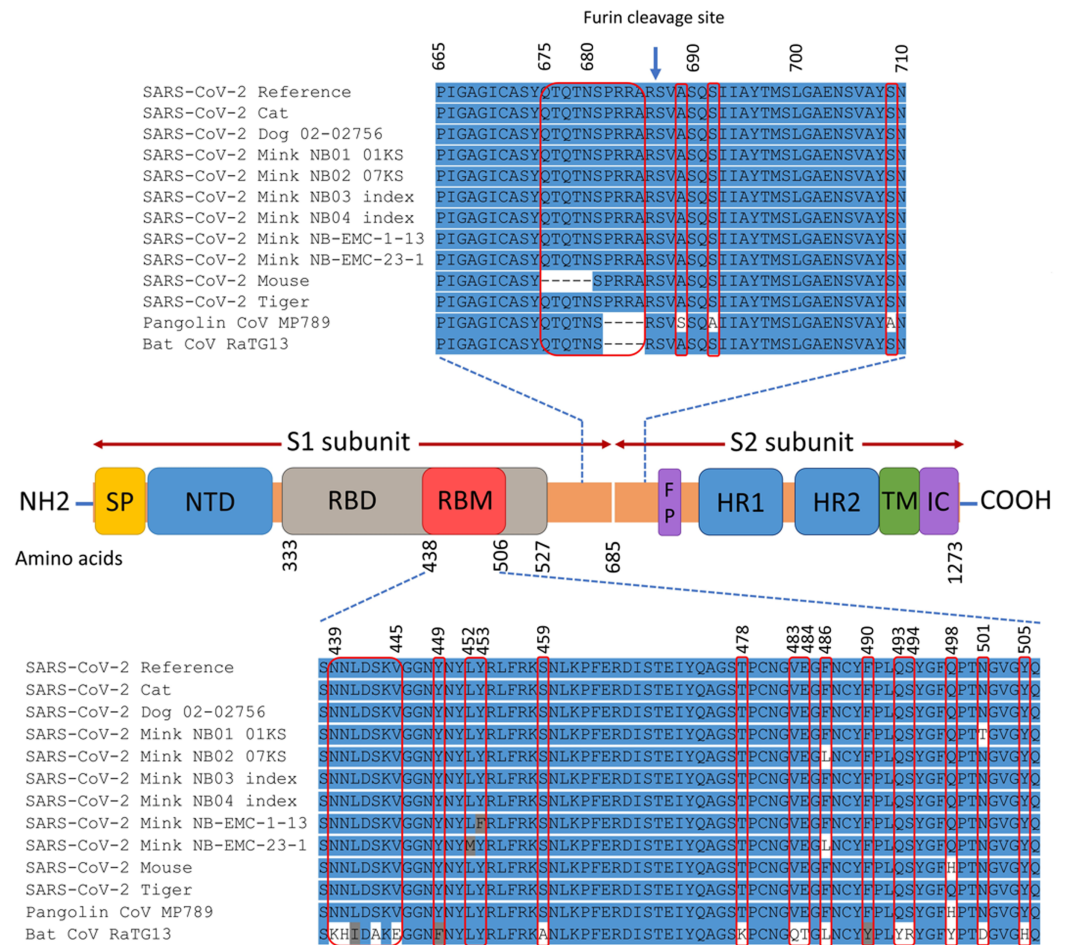 Furin cleavage site
665 675 680 690 700 710
SARS-CoV-2 Reference PIGAGICASYQTQTNSPRRARSVASQSIIAYTMSLGAENSVAYSN
SARS-CoV-2 Cat PIGAGICASYQTQTNSPRRARSVASQSIIAYTMSLGAENSVAYSN
SARS-CoV-2 Dog 02-02756 PIGAGICASYQTQTNSPRRARSVASQSIIAYTMSLGAENSVAYSN
SARS-CoV-2 Mink NB01 01KS PIGAGICASYQTQTNSPRRARSVASQSIIAYTMSLGAENSVAYSN
SARS-CoV-2 Mink NB02 07KS PIGAGICASYQTQTNSPRRARSVASQSIIAYTMSLGAENSVAYSN
SARS-CoV-2 Mink NB03 index PIGAGICASYQTQTNSPRRARSVASQSIIAYTMSLGAENSVAYSN
SARS-CoV-2 Mink NB04 index PIGAGICASYQTQTNSPRRARSVASQSIIAYTMSLGAENSVAYSN
SARS-CoV-2 Mink NB-EMC-1-13 PIGAGICASYQTQTNSPRRARSVASQSIIAYTMSLGAENSVAYSN
SARS-CoV-2 Mink NB-EMC-23-1 PIGAGICASYQTQTNSPRRARSVASQSIIAYTMSLGAENSVAYSN
SARS-CoV-2 Mouse PIGAGICASY-----SPRRARSVASQSIIAYTMSLGAENSVAYSN
SARS-CoV-2 Tiger PIGAGICASYQTQTNSPRRARSVASQSIIAYTMSLGAENSVAYSN
Pangolin CoV MP789 PIGAGICASYQTQTNS----RSVSSQAIIAYTMSLGAENSVAYAN
Bat CoV RaTG13 PIGAGICASYQTQTNS----RSVASQSIIAYTMSLGAENSVAYSN
S1 subunit S2 subunit
NH2 SP NTD RBD RBM FP HR1 HR2 TM IC COOH
Amino acids 333 438 506 527 685 1273
439 445 449 452 453 459 478 483 484 486 490 493 494 498 501 505
SARS-CoV-2 Reference SNNLDSKVGGNYNYLYRLFRKSNLKPFERDISTEIYQAGSTPCNGVEGFNCYFPLQSYGFQPTNGVGYQ
SARS-CoV-2 Cat SNNLDSKVGGNYNYLYRLFRKSNLKPFERDISTEIYQAGSTPCNGVEGFNCYFPLQSYGFQPTNGVGYQ
SARS-CoV-2 Dog 02-02756 SNNLDSKVGGNYNYLYRLFRKSNLKPFERDISTEIYQAGSTPCNGVEGFNCYFPLQSYGFQPTNGVGYQ
SARS-CoV-2 Mink NB01 01KS SNNLDSKVGGNYNYLYRLFRKSNLKPFERDISTEIYQAGSTPCNGVEGFNCYFPLQSYGFQPTTGVGYQ
SARS-CoV-2 Mink NB02 07KS SNNLDSKVGGNYNYLYRLFRKSNLKPFERDISTEIYQAGSTPCNGVEGLNCYFPLQSYGFQPTNGVGYQ
SARS-CoV-2 Mink NB03 index SNNLDSKVGGNYNYLYRLFRKSNLKPFERDISTEIYQAGSTPCNGVEGFNCYFPLQSYGFQPTNGVGYQ
SARS-CoV-2 Mink NB04 index SNNLDSKVGGNYNYLYRLFRKSNLKPFERDISTEIYQAGSTPCNGVEGFNCYFPLQSYGFQPTNGVGYQ
SARS-CoV-2 Mink NB-EMC-1-13 SNNLDSKVGGNYNYLFRLFRKSNLKPFERDISTEIYQAGSTPCNGVEGFNCYFPLQSYGFQPTNGVGYQ
SARS-CoV-2 Mink NB-EMC-23-1 SNNLDSKVGGNYNYMYRLFRKSNLKPFERDISTEIYQAGSTPCNGVEGLNCYFPLQSYGFQPTNGVGYQ
SARS-CoV-2 Mouse SNNLDSKVGGNYNYLYRLFRKSNLKPFERDISTEIYQAGSTPCNGVEGFNCYFPLQSYGFHPTNGVGYQ
SARS-CoV-2 Tiger SNNLDSKVGGNYNYLYRLFRKSNLKPFERDISTEIYQAGSTPCNGVEGFNCYFPLQSYGFQPTNGVGYQ
Pangolin CoV MP789 SNNLDSKVGGNYNYLYRLFRKSNLKPFERDISTEIYQAGSTPCNGVEGFNCYFPLQSYGFHPTNGVGYQ
Bat CoV RaTG13 SKHIDAKEGGNFNYLYRLFRKANLKPFERDISTEIYQAGSKPCNGQTGLNCYYPLYRYGFYPTDGVGHQ